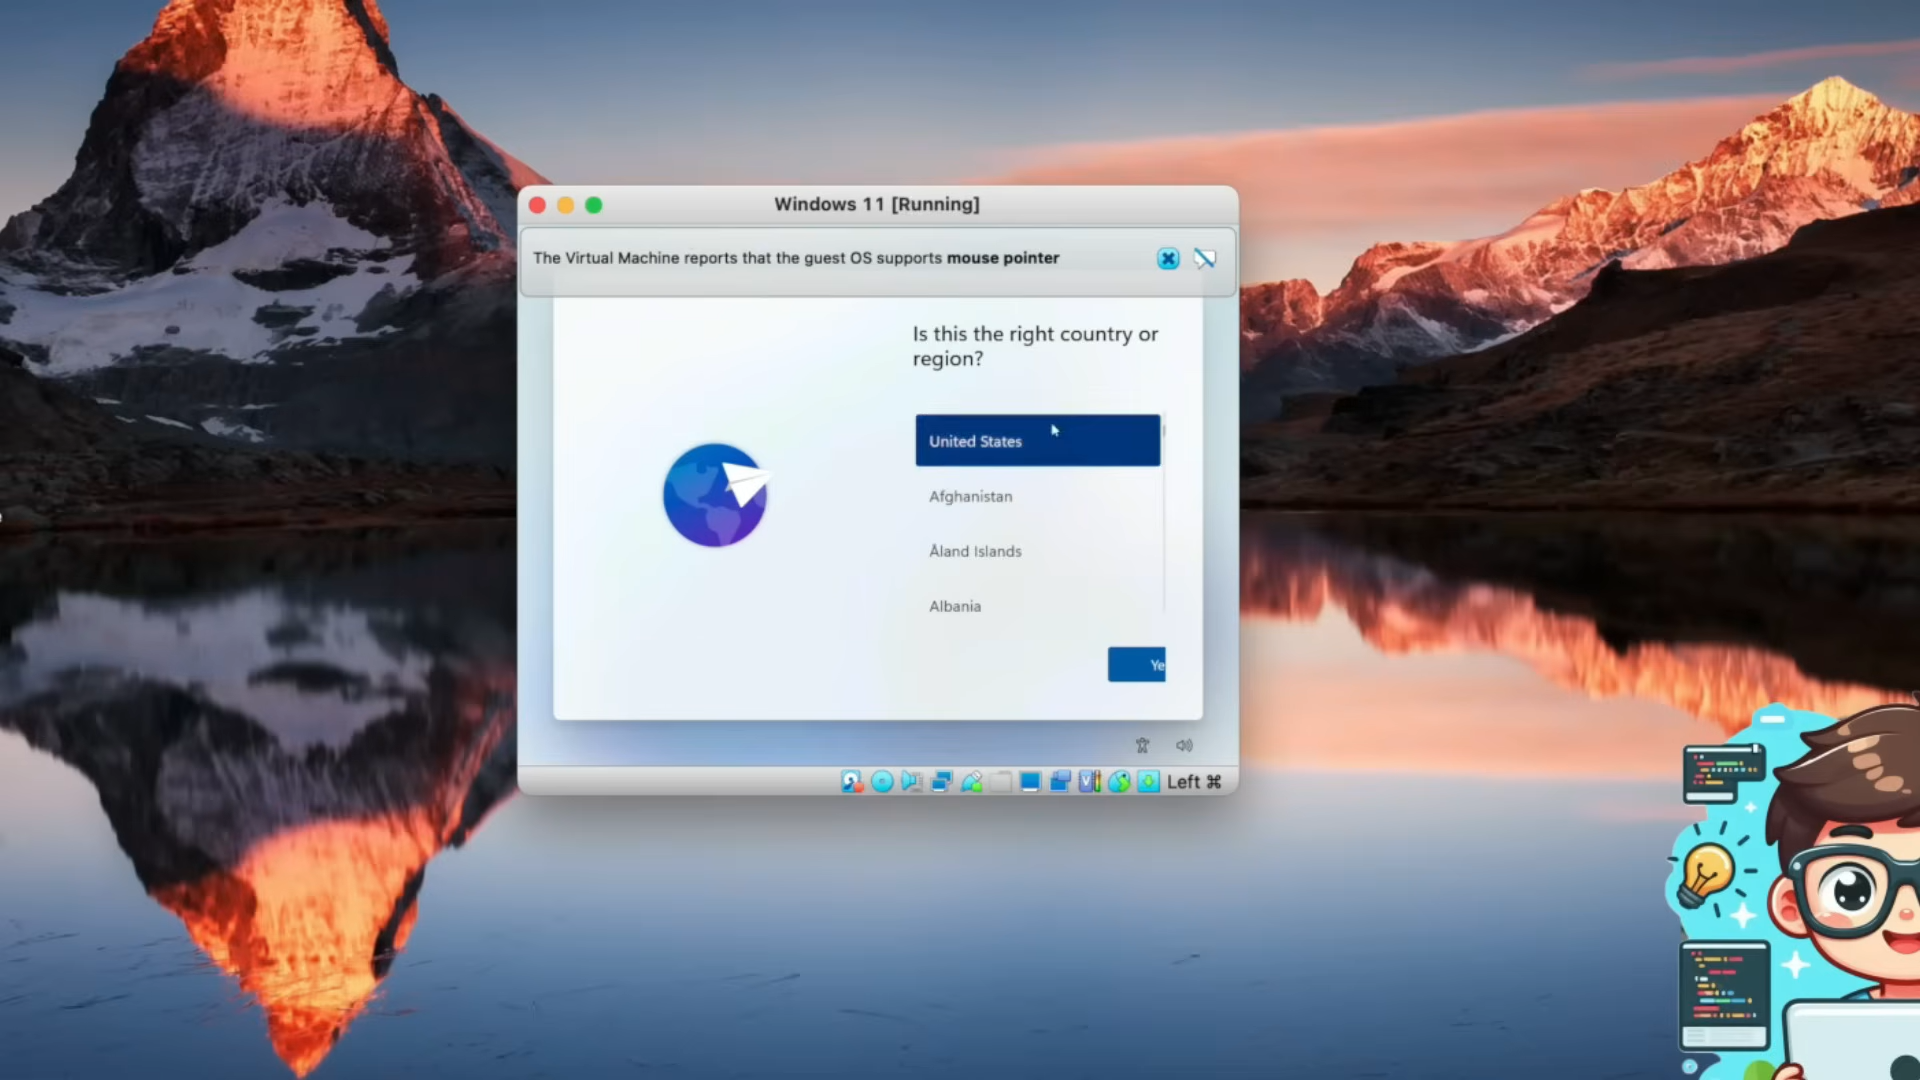 Windows 11 [Running]
The Virtual Machine reports that the guest OS supports mouse pointer
Is this the right country or
region?
United States
Afghanistan
Åland Islands
Albania
Ye
Left ⌘